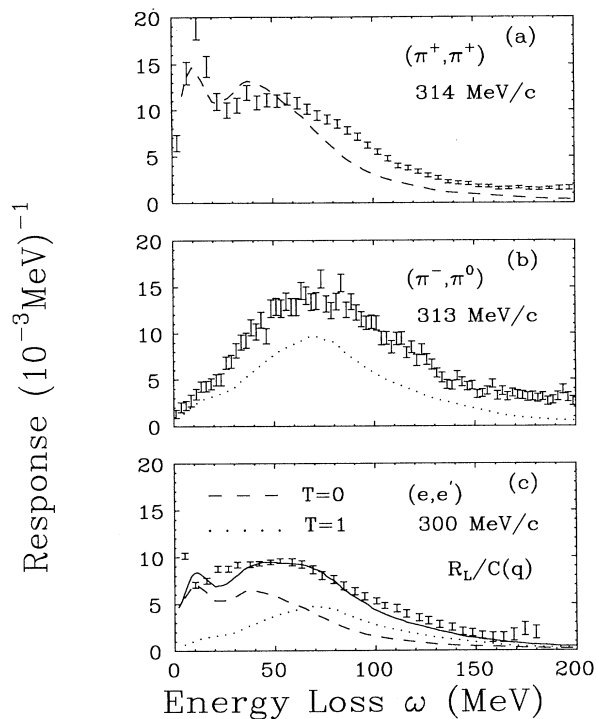 Response (10⁻³MeV)⁻¹
20
15
10
5
0
(a)
(π⁺,π⁺)
314 MeV/c
20
15
10
5
0
(b)
(π⁻,π⁰)
313 MeV/c
20
15
10
5
0
(c)
T=0
(e,e′)
T=1
300 MeV/c
R_L/C(q)
0 50 100 150 200
Energy Loss ω (MeV)